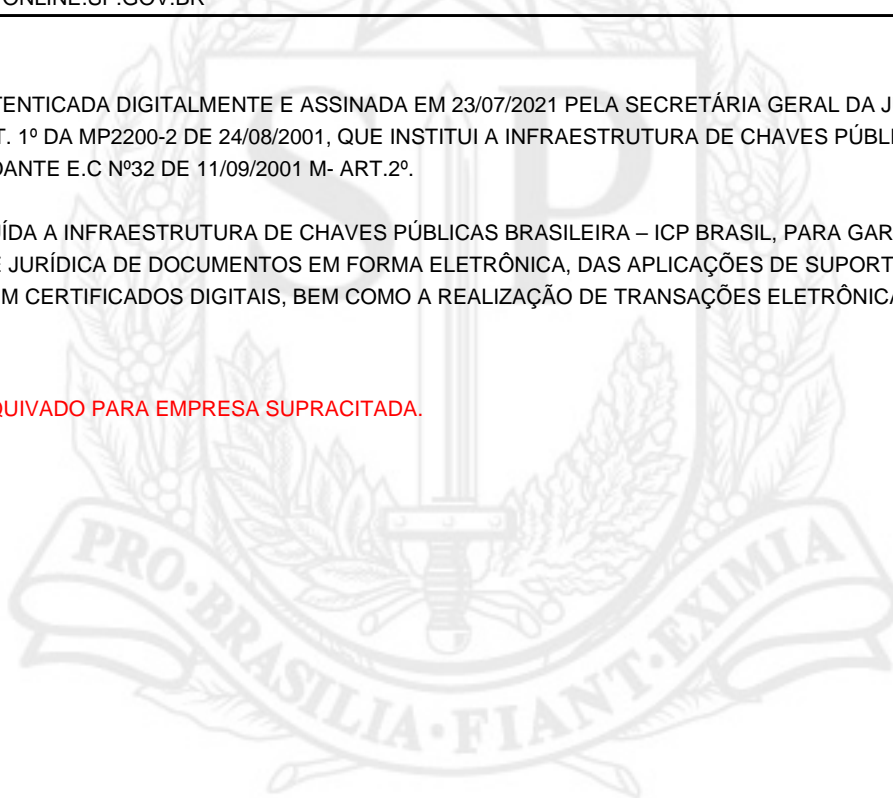 ONLINE.SP.GOV.BR
TENTICADA DIGITALMENTE E ASSINADA EM 23/07/2021 PELA SECRETÁRIA GERAL DA J
T. 1º DA MP2200-2 DE 24/08/2001, QUE INSTITUI A INFRAESTRUTURA DE CHAVES PÚBLI
DANTE E.C Nº32 DE 11/09/2001 M- ART.2º.
UÍDA A INFRAESTRUTURA DE CHAVES PÚBLICAS BRASILEIRA – ICP BRASIL, PARA GAR
E JURÍDICA DE DOCUMENTOS EM FORMA ELETRÔNICA, DAS APLICAÇÕES DE SUPORT
M CERTIFICADOS DIGITAIS, BEM COMO A REALIZAÇÃO DE TRANSAÇÕES ELETRÔNICA
QUIVADO PARA EMPRESA SUPRACITADA.
SP
PRO·BRASILIA·FIANT·EXIMIA